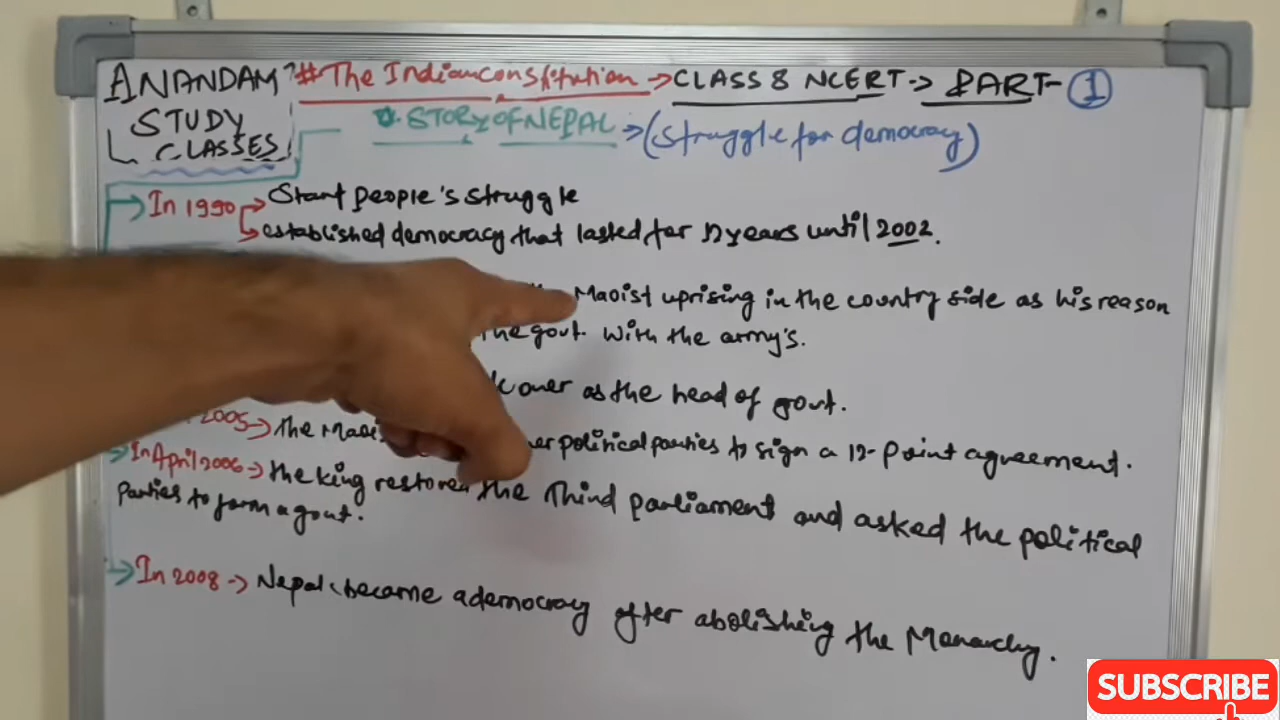 ANANDAM
STUDY
CLASSES
# The Indian Constitution → CLASS 8 NCERT → PART- 1
STORY OF NEPAL → (Struggle for democracy)
→ In 1990 → Start People's Struggle
→ established democracy that lasted for 12 years until 2002.
Maoist uprising in the country side as his reason
the govt. with the army's.
over as the head of govt.
2005 → The political parties to sign a 12-Point agreement.
→ In April 2006 → the king restored the Third parliament and asked the political
Parties to form a govt.
→ In 2008 → Nepal became a democracy after abolishing the Monarchy.
SUBSCRIBE